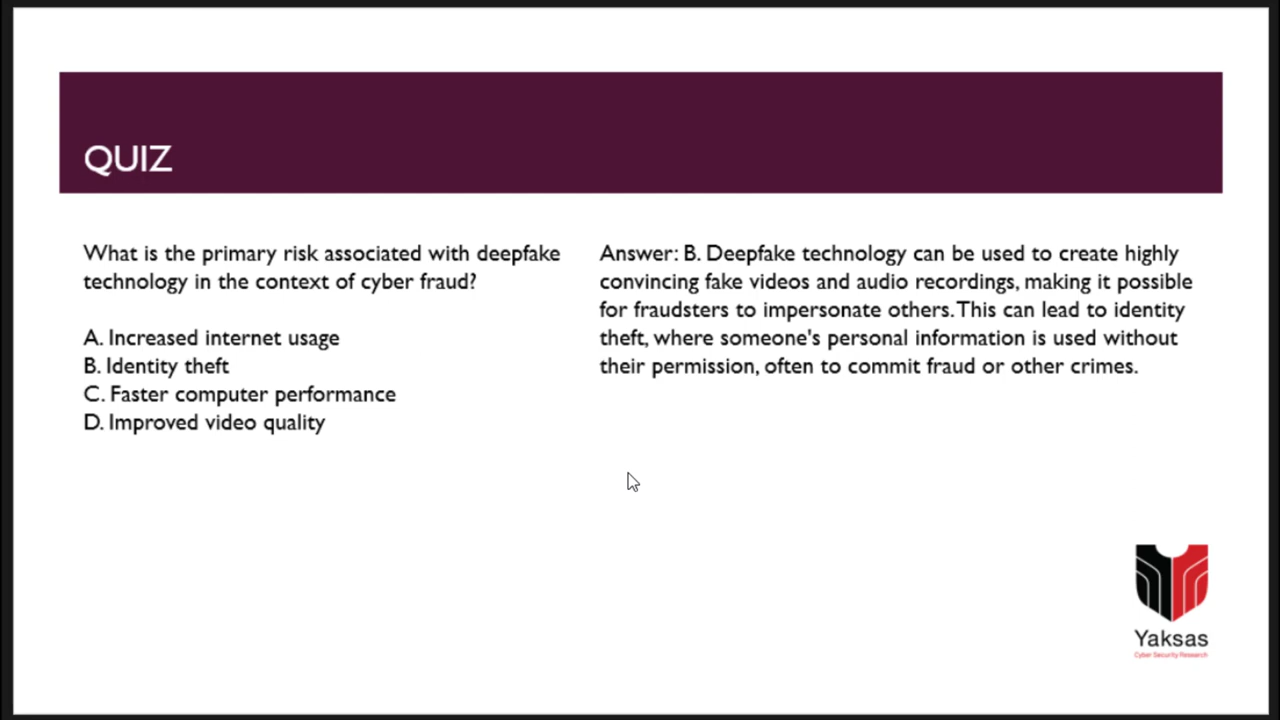 QUIZ
What is the primary risk associated with deepfake
technology in the context of cyber fraud?
A. Increased internet usage
B. Identity theft
C. Faster computer performance
D. Improved video quality
Answer: B. Deepfake technology can be used to create highly
convincing fake videos and audio recordings, making it possible
for fraudsters to impersonate others. This can lead to identity
theft, where someone's personal information is used without
their permission, often to commit fraud or other crimes.
Yaksas
Cyber Security Research